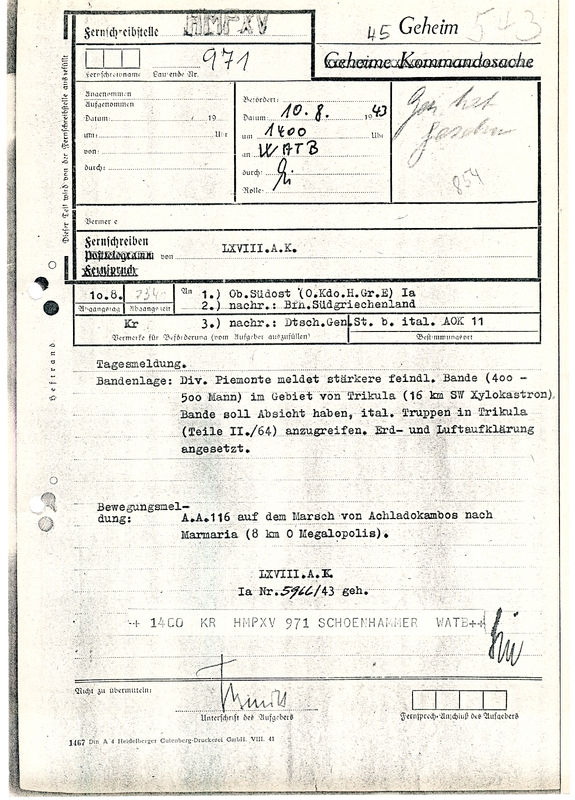 Fernschreibstelle HMPXV
45 Geheim 543
Geheime Kommandosache
971
Fernschreibname Laufende Nr.
Angenommen
Aufgenommen
Datum: 19
um: Uhr
von:
durch:
Befördert:
Datum: 10.8. 1943
um: 1400 Uhr
an: WATB
durch:
Rolle:
854
Dieser Teil wird von der Fernschreibstelle ausgefüllt
Vermerke
Fernschreiben
Posttelegramm von LXVIII.A.K.
Fernspruch
10.8.
Abgangstag Abgangszeit
An 1.) Ob.Südost (O.Kdo.H.Gr.E) Ia
2.) nachr.: Bfh.Südgriechenland
Kr 3.) nachr.: Dtsch.Gen.St. b. ital. AOK 11
Vermerke für Beförderung (vom Aufgeber auszufüllen) Bestimmungsort
Heftrand
Tagesmeldung.
Bandenlage: Div. Piemonte meldet stärkere feindl. Bande (400 -
500 Mann) im Gebiet von Trikula (16 km SW Xylokastron).
Bande soll Absicht haben, ital. Truppen in Trikula
(Teile II./64) anzugreifen. Erd- und Luftaufklärung
angesetzt.
Bewegungsmel-
dung: A.A.116 auf dem Marsch von Achladokambos nach
Marmaria (8 km O Megalopolis).
LXVIII.A.K.
Ia Nr.5966/43 geh.
-+ 1400 KR HMPXV 971 SCHOENHAMMER WATB++
Nicht zu übermitteln:
Unterschrift des Aufgebers
Fernsprech-Anschluß des Aufgebers
1467 Din A 4 Heidelberger Gutenberg-Druckerei GmbH. VIII. 41